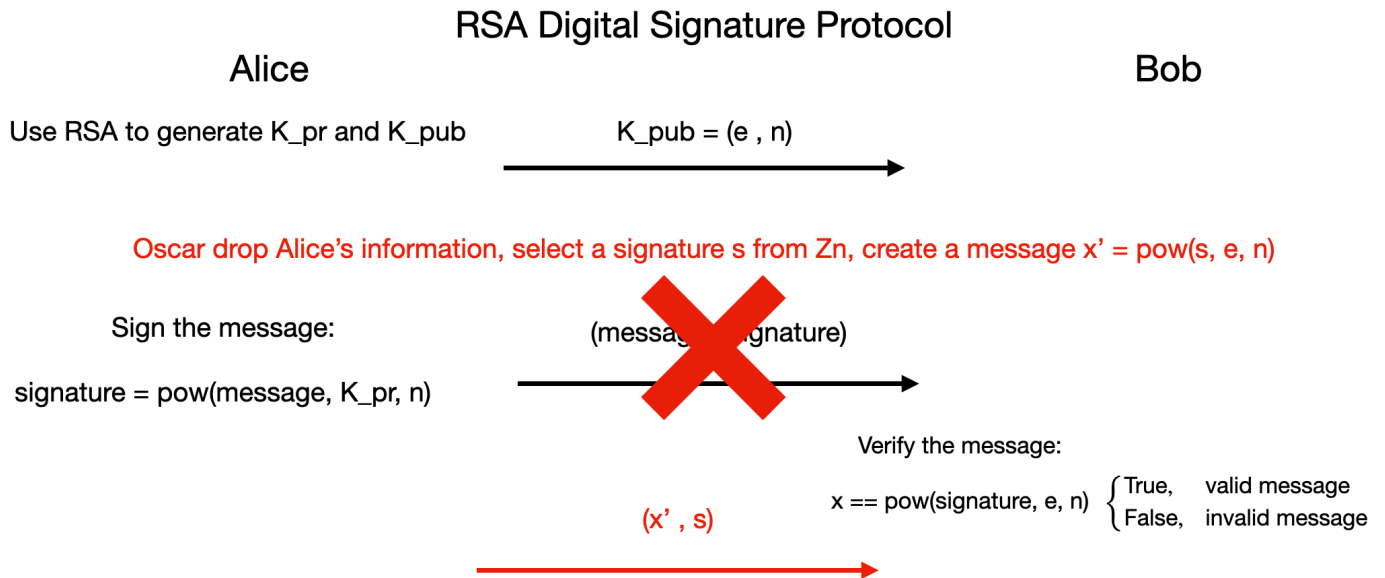 RSA Digital Signature Protocol
Alice
Bob
Use RSA to generate K_pr and K_pub
K_pub = (e , n)
Oscar drop Alice’s information, select a signature s from Zn, create a message x’ = pow(s, e, n)
Sign the message:
(messag gnature)
signature = pow(message, K_pr, n)
Verify the message:
x == pow(signature, e, n)
True, valid message
False, invalid message
(x’ , s)